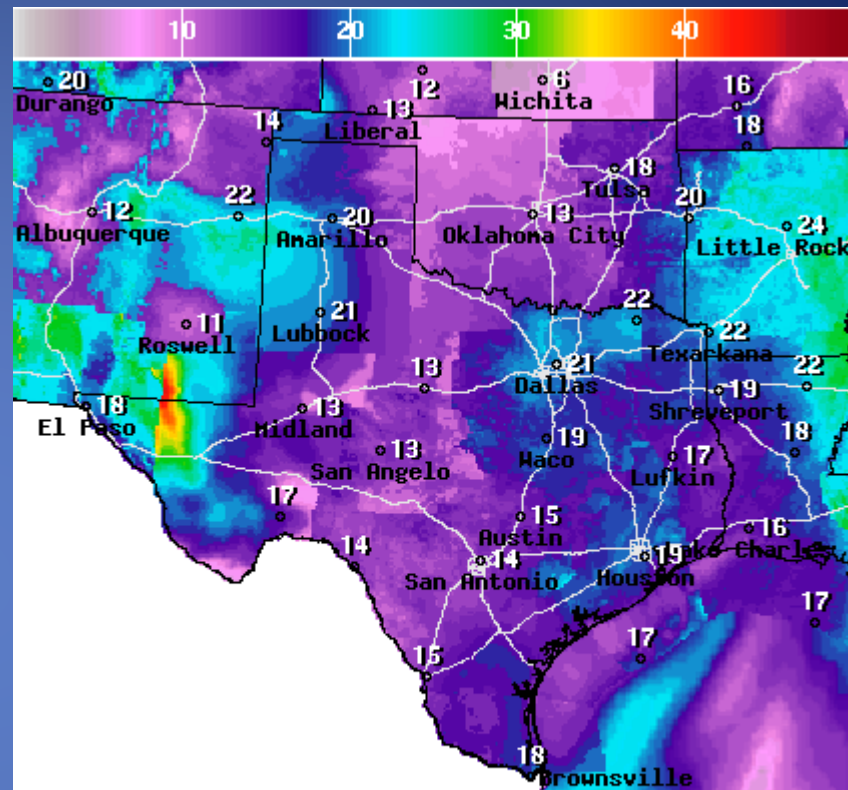 10 20 30 40
20 12 13 6 16
Durango Liberal Wichita
14 18 18
Tulsa
12 22 20 13 20 24
Albuquerque Amarillo Oklahoma City Little Rock
11 21 22 22
Roswell Lubbock Texarkana
21 22
Dallas
18 13 13 19
El Paso Midland Shreveport
13 19 17 18
San Angelo Waco Lufkin
17 15 16
Austin
14 14 19 Charles
San Antonio Houston
17
15 17
18
Brownsville